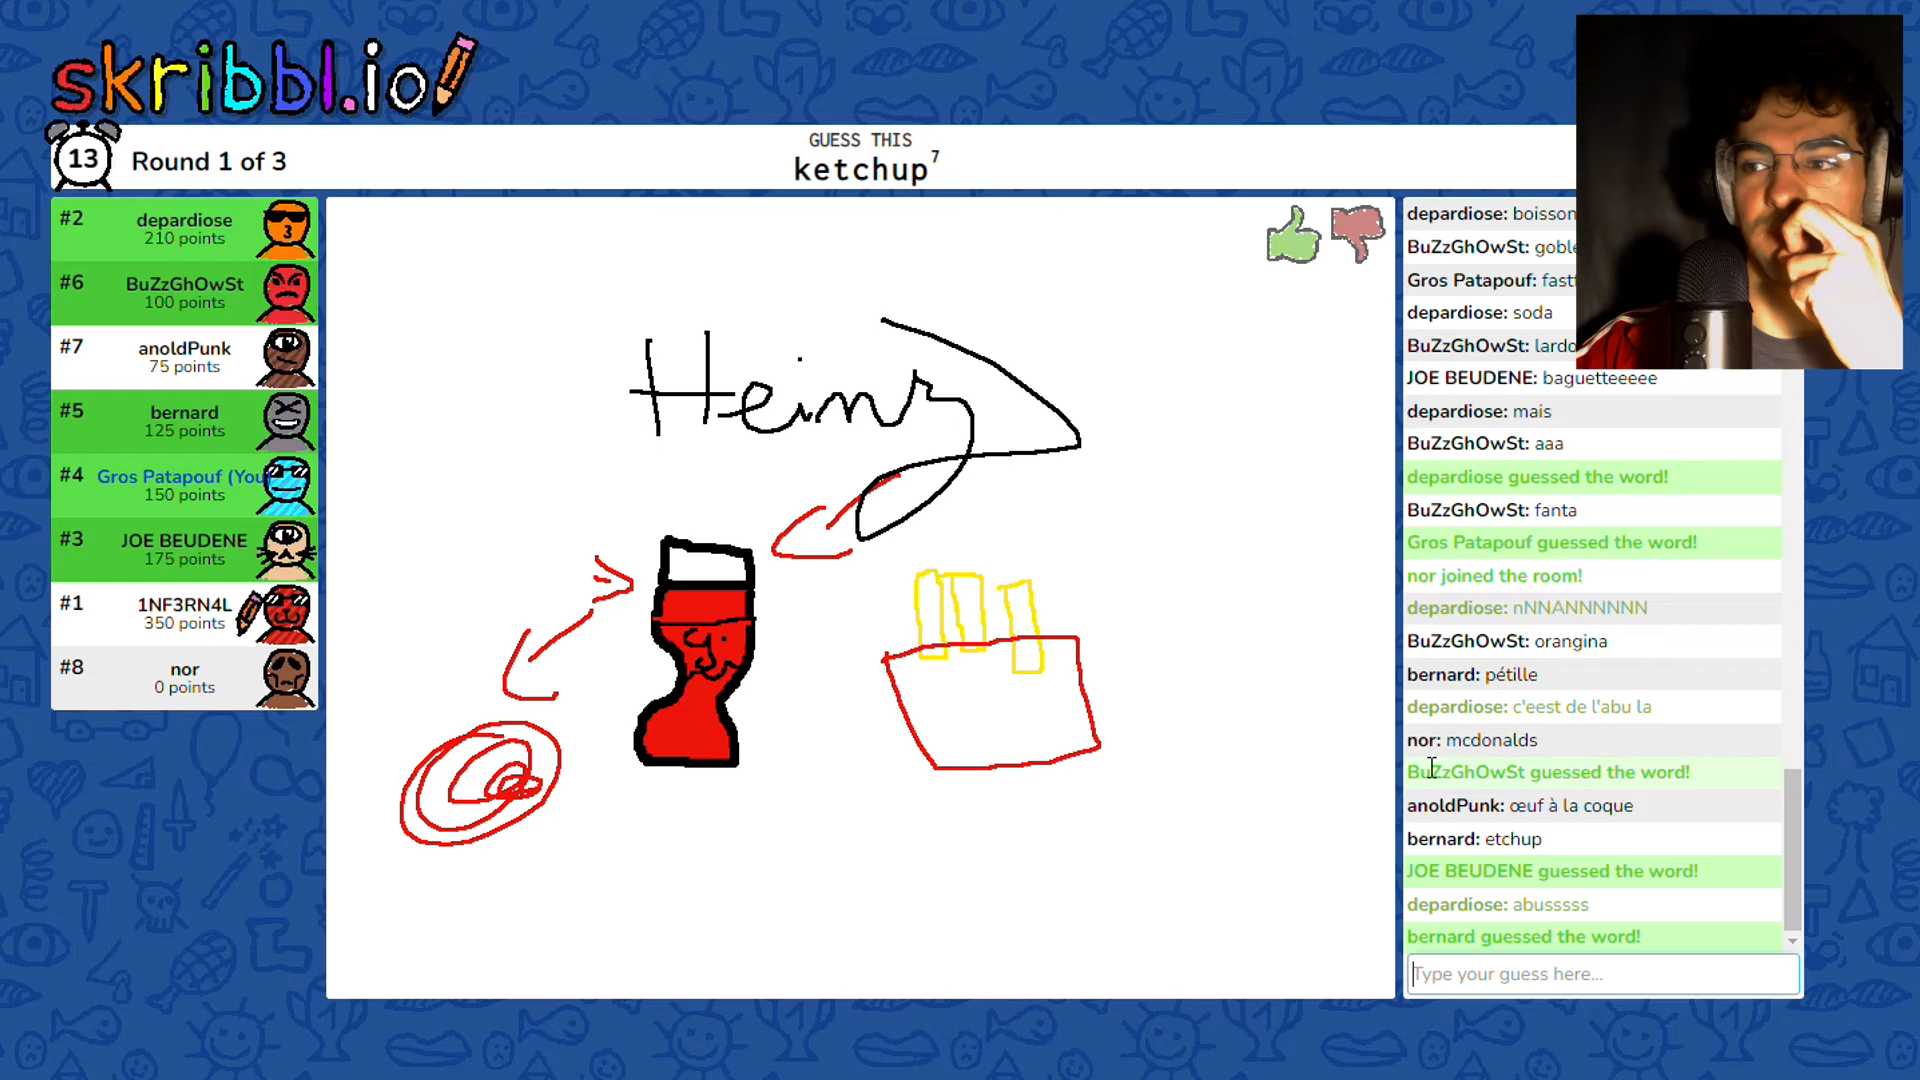 skribbl.io
13
Round 1 of 3
GUESS THIS
ketchup7
#2 depardiose
210 points
#6 BuZzGhOwSt
100 points
#7 anoldPunk
75 points
#5 bernard
125 points
#4 Gros Patapouf (You
150 points
#3 JOE BEUDENE
175 points
#1 1NF3RN4L
350 points
#8 nor
0 points
Heinz
depardiose: boisson
BuZzGhOwSt: goble
Gros Patapouf: fastf
depardiose: soda
BuZzGhOwSt: lardo
JOE BEUDENE: baguetteeeee
depardiose: mais
BuZzGhOwSt: aaa
depardiose guessed the word!
BuZzGhOwSt: fanta
Gros Patapouf guessed the word!
nor joined the room!
depardiose: nNNANNNNNN
BuZzGhOwSt: orangina
bernard: pétille
depardiose: c'eest de l'abu la
nor: mcdonalds
BuZzGhOwSt guessed the word!
anoldPunk: œuf à la coque
bernard: etchup
JOE BEUDENE guessed the word!
depardiose: abusssss
bernard guessed the word!
Type your guess here...